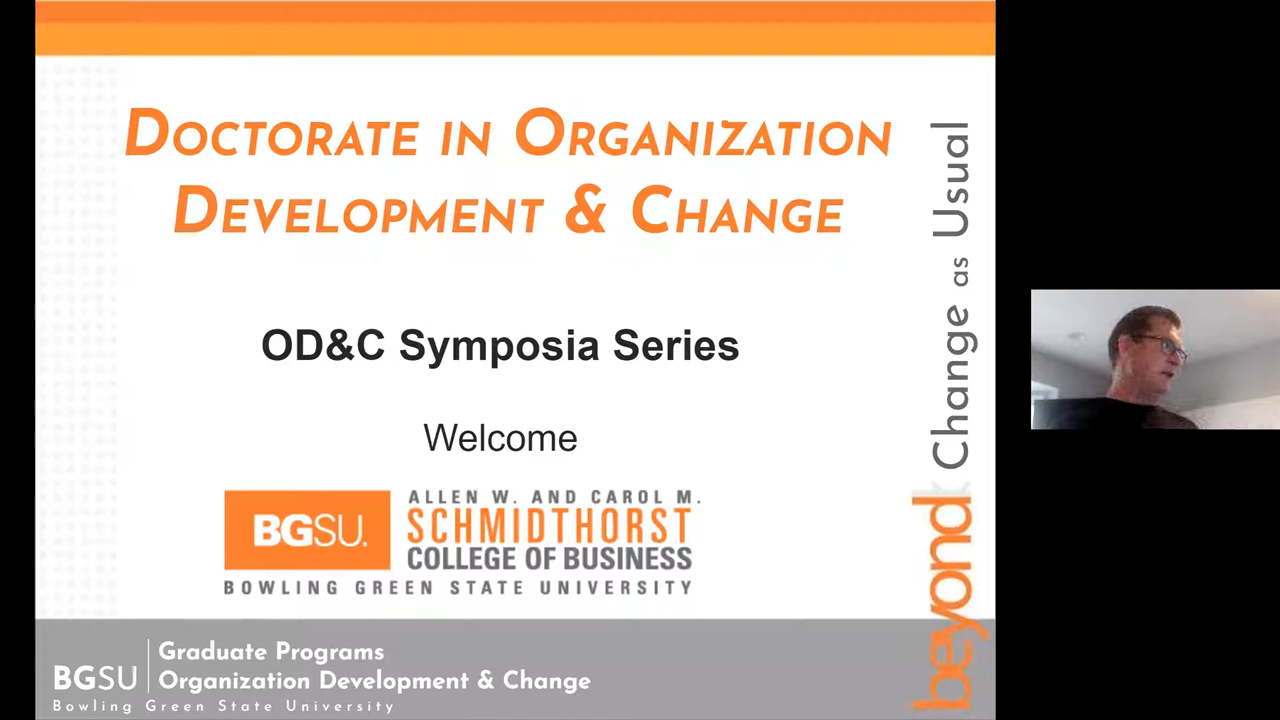 DOCTORATE IN ORGANIZATION
DEVELOPMENT & CHANGE
OD&C Symposia Series
Welcome
BGSU.
ALLEN W. AND CAROL M.
SCHMIDTHORST
COLLEGE OF BUSINESS
BOWLING GREEN STATE UNIVERSITY
beyond Change as Usual
BGSU
Graduate Programs
Organization Development & Change
Bowling Green State University